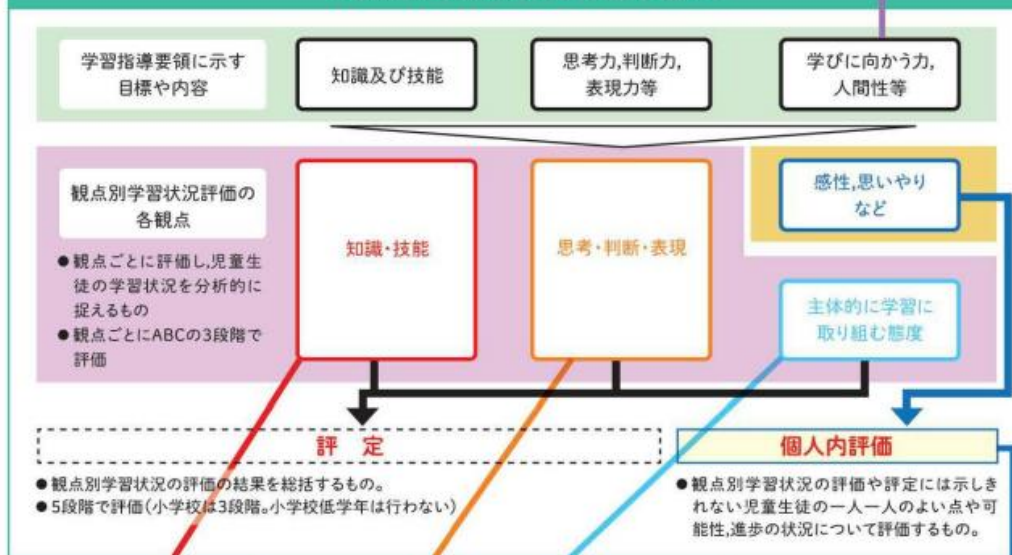 学習指導要領に示す
目標や内容
知識及び技能
思考力,判断力,
表現力等
学びに向かう力,
人間性等
観点別学習状況評価の
各観点
●観点ごとに評価し,児童生
徒の学習状況を分析的に
捉えるもの
●観点ごとにABCの3段階で
評価
知識・技能
思考・判断・表現
感性,思いやり
など
主体的に学習に
取り組む態度
評 定
●観点別学習状況の評価の結果を総括するもの。
●5段階で評価(小学校は3段階。小学校低学年は行わない)
個人内評価
●観点別学習状況の評価や評定には示しき
れない児童生徒の一人一人のよい点や可
能性,進歩の状況について評価するもの。